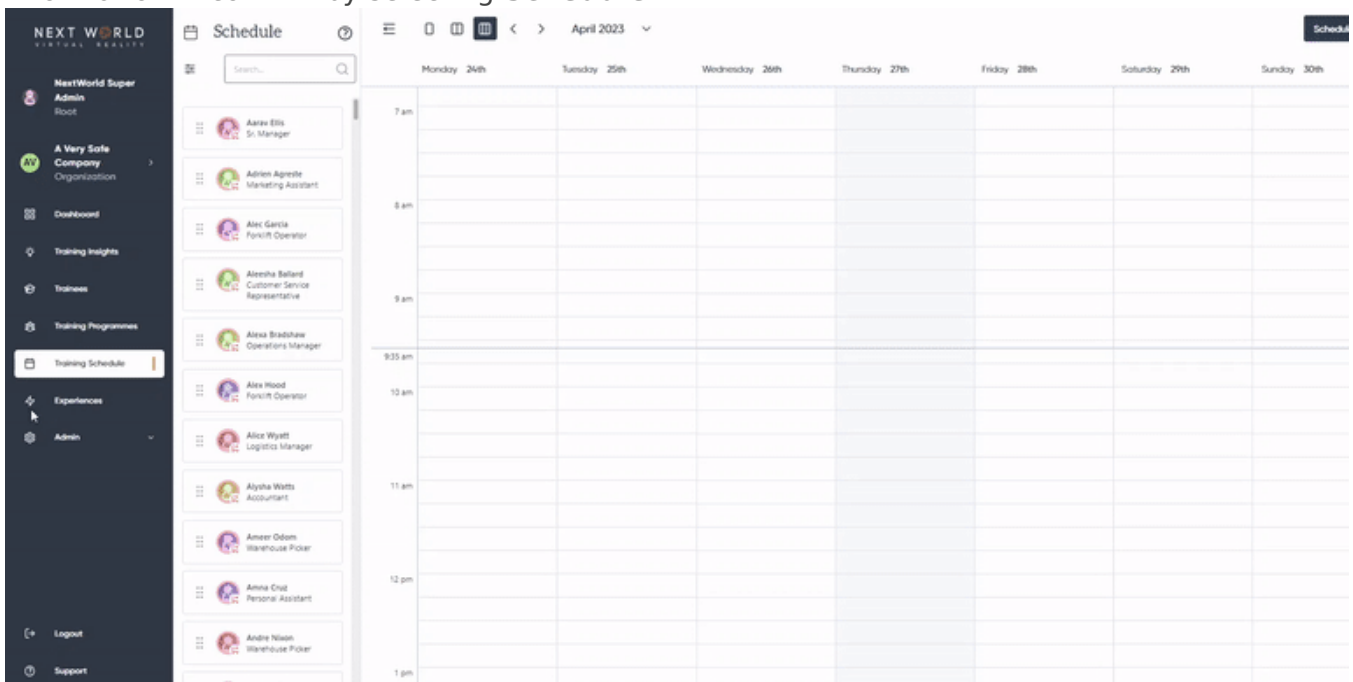 NEXT WORLD
VIRTUAL REALITY
NextWorld Super
Admin
Root
AV
A Very Safe
Company
Organization
Dashboard
Training Insights
Trainees
Training Programmes
Training Schedule
Experiences
Admin
Logout
Support
Schedule
Search...
Aarav Ellis
Sr. Manager
Adrien Agreste
Marketing Assistant
Alec Garcia
Forklift Operator
Aleesha Ballard
Customer Service
Representative
Alexa Bradshaw
Operations Manager
Alex Hood
Forklift Operator
Alice Wyatt
Logistics Manager
Alysha Watts
Accountant
Ameer Odom
Warehouse Picker
Amna Cruz
Personal Assistant
Andre Nixon
Warehouse Picker
April 2023
Monday 24th
Tuesday 25th
Wednesday 26th
Thursday 27th
Friday 28th
Saturday 29th
Sunday 30th
7 am
8 am
9 am
9:35 am
10 am
11 am
12 pm
1 pm